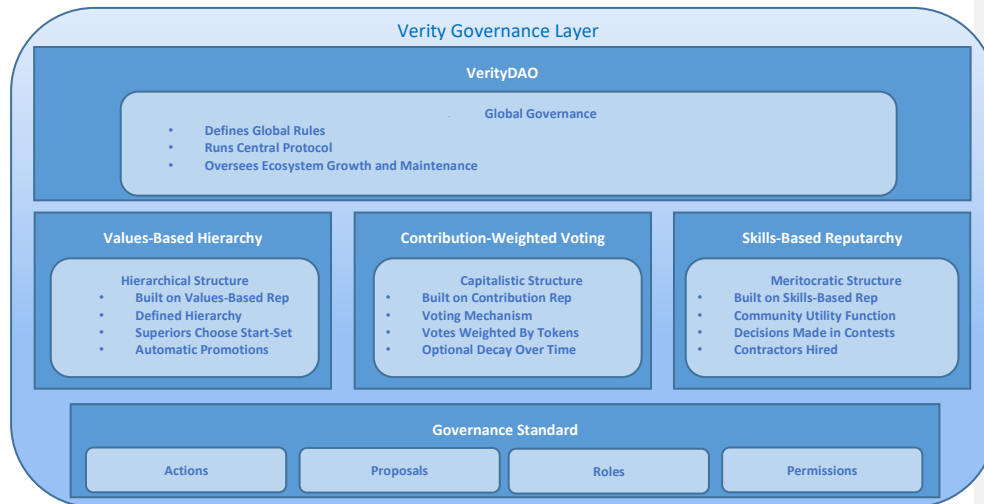 Verity Governance Layer
VerityDAO
Global Governance
• Defines Global Rules
• Runs Central Protocol
• Oversees Ecosystem Growth and Maintenance
Values-Based Hierarchy
Hierarchical Structure
• Built on Values-Based Rep
• Defined Hierarchy
• Superiors Choose Start-Set
• Automatic Promotions
Contribution-Weighted Voting
Capitalistic Structure
• Built on Contribution Rep
• Voting Mechanism
• Votes Weighted By Tokens
• Optional Decay Over Time
Skills-Based Reputarchy
Meritocratic Structure
• Built on Skills-Based Rep
• Community Utility Function
• Decisions Made in Contests
• Contractors Hired
Governance Standard
Actions
Proposals
Roles
Permissions